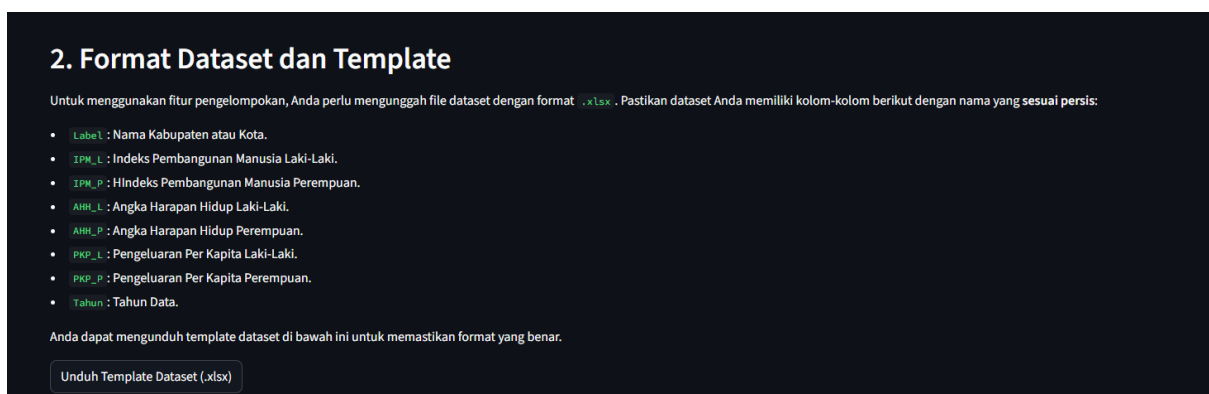 2. Format Dataset dan Template
Untuk menggunakan fitur pengelompokan, Anda perlu mengunggah file dataset dengan format .xlsx . Pastikan dataset Anda memiliki kolom-kolom berikut dengan nama yang sesuai persis:
• Label : Nama Kabupaten atau Kota.
• IPM_L : Indeks Pembangunan Manusia Laki-Laki.
• IPM_P : HIndeks Pembangunan Manusia Perempuan.
• AHH_L : Angka Harapan Hidup Laki-Laki.
• AHH_P : Angka Harapan Hidup Perempuan.
• PKP_L : Pengeluaran Per Kapita Laki-Laki.
• PKP_P : Pengeluaran Per Kapita Perempuan.
• Tahun : Tahun Data.
Anda dapat mengunduh template dataset di bawah ini untuk memastikan format yang benar.
Unduh Template Dataset (.xlsx)